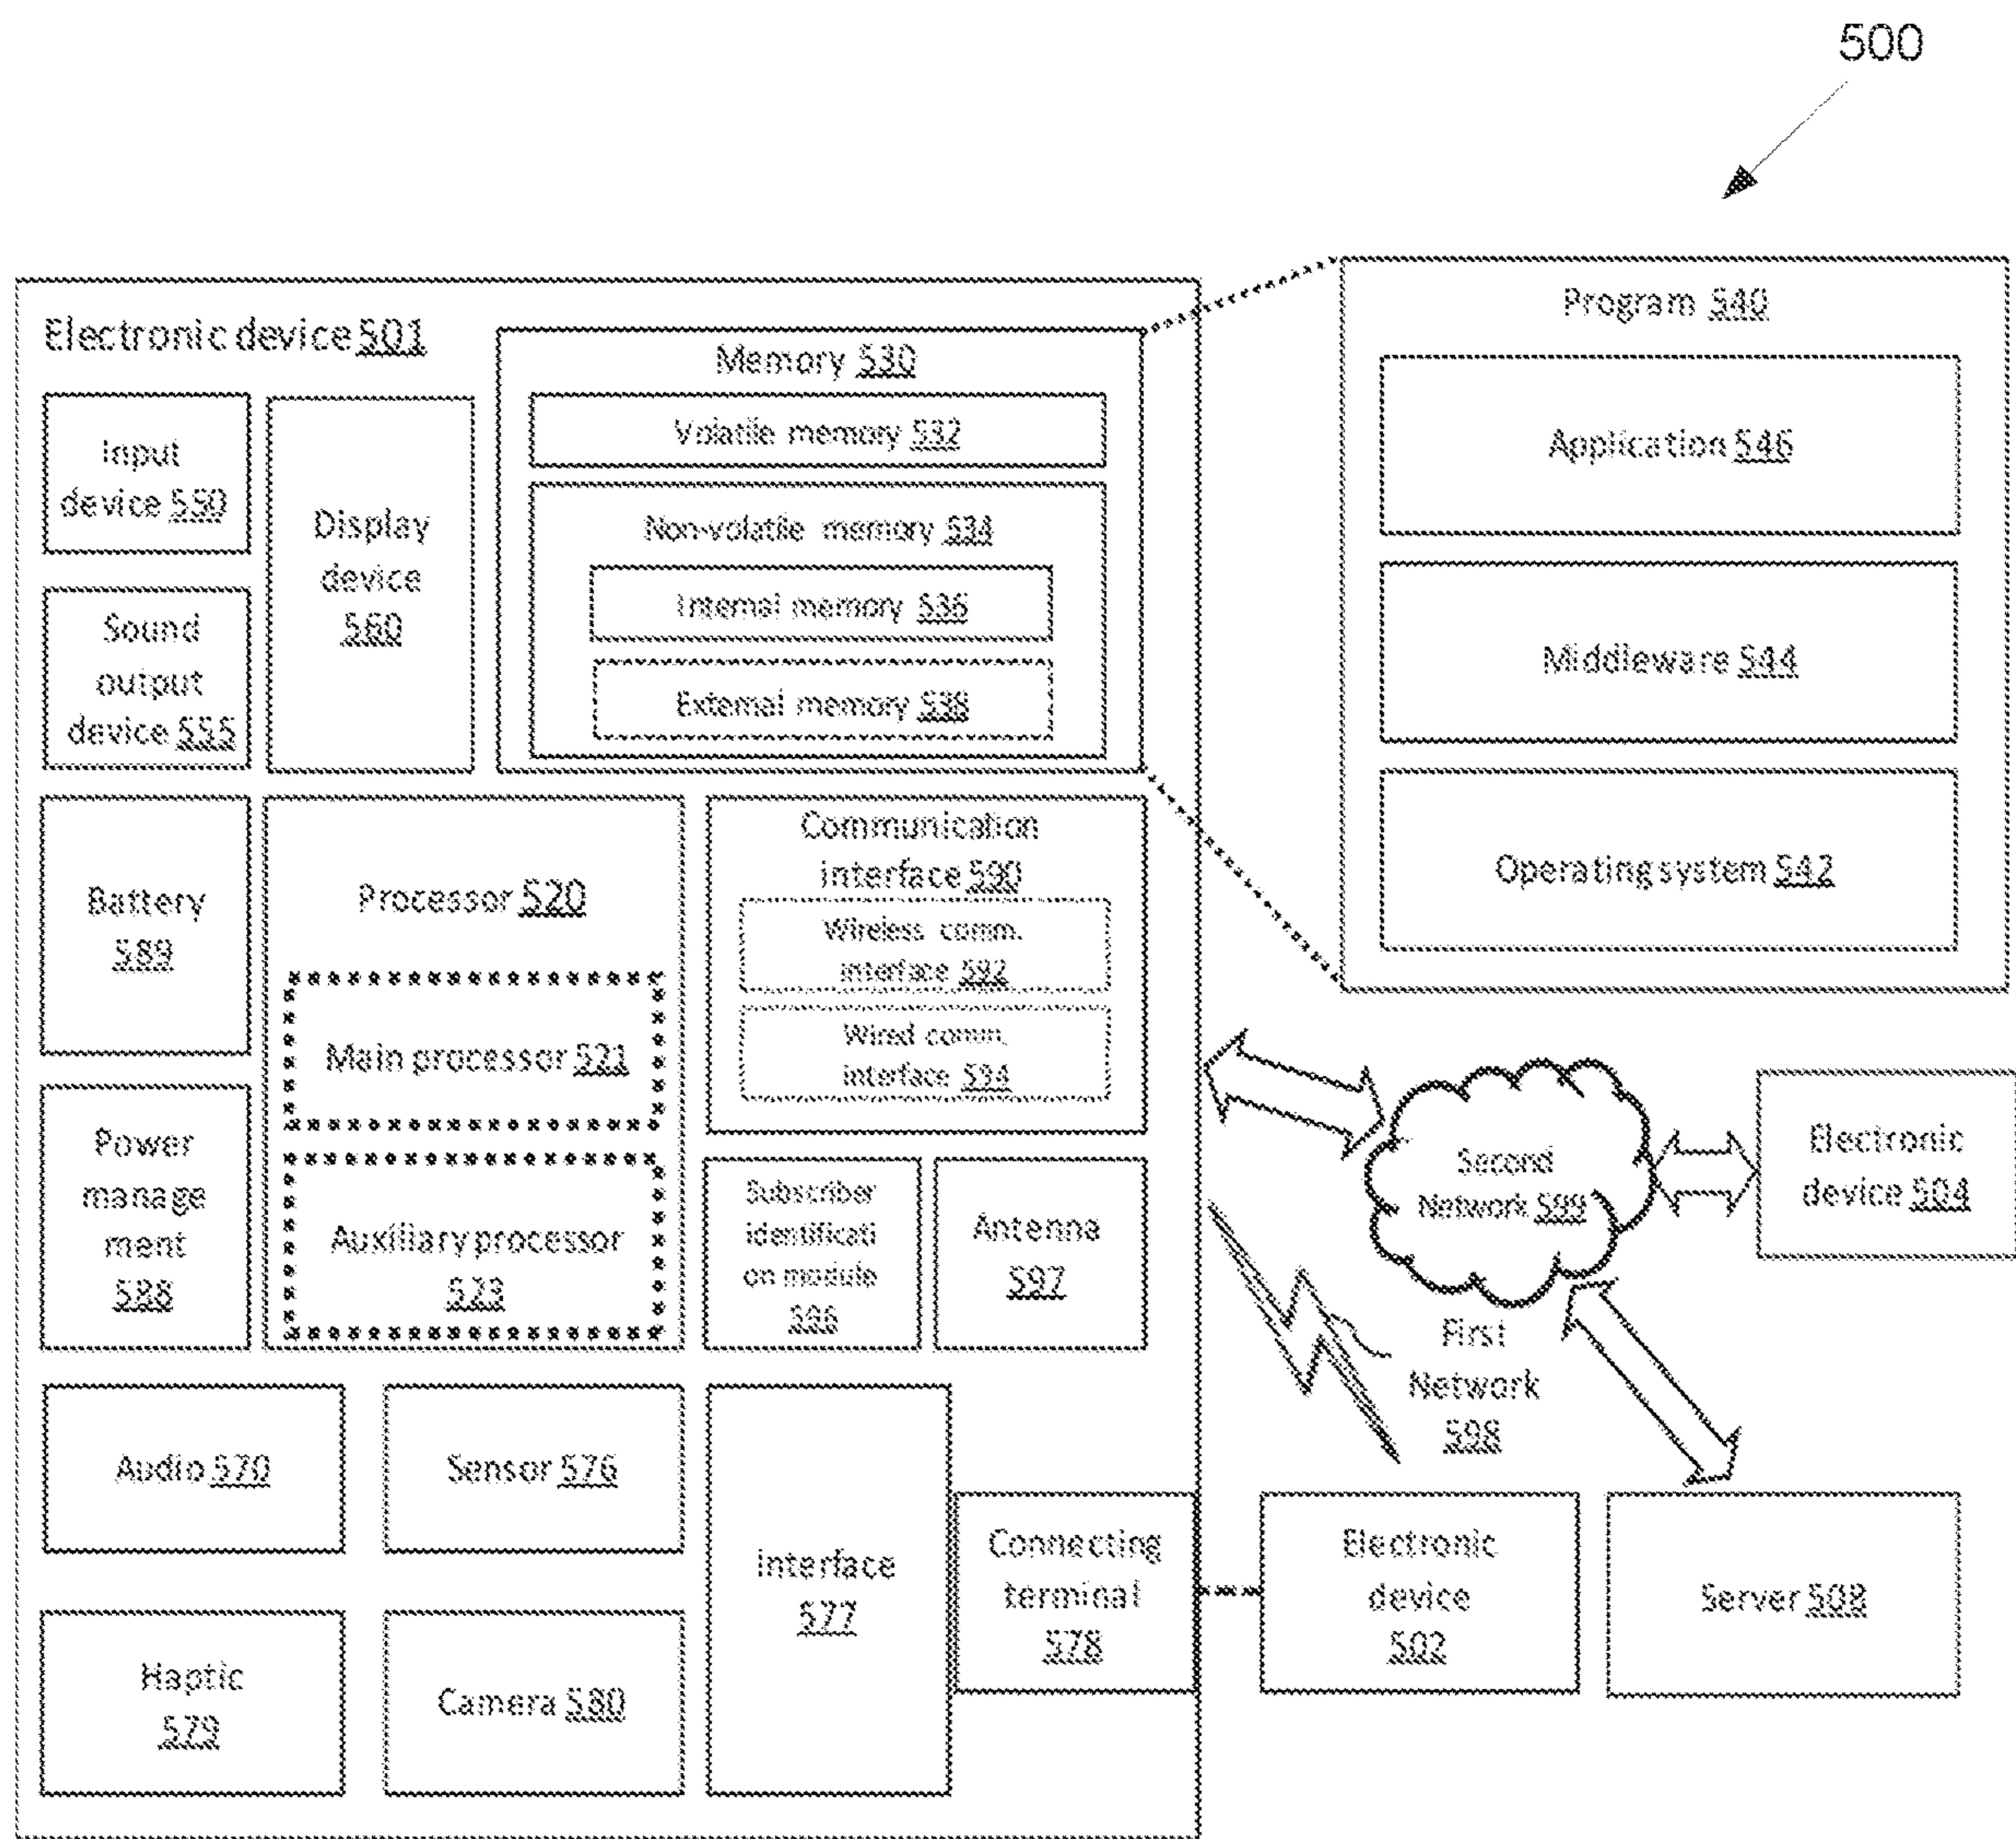 500
Electronic device 501
Input
device 550
Sound
output
device 555
Display
device
560
Memory 530
Volatile memory 532
Non-volatile memory 534
Internal memory 536
External memory 538
Program 540
Application 546
Middleware 544
Operating system 542
Battery
589
Power
manage
ment
588
Processor 520
Main processor 521
Auxiliary processor
523
Communication
interface 590
Wireless comm.
interface 592
Wired comm.
interface 594
Subscriber
identificati
on module
596
Antenna
597
Second
Network 599
Electronic
device 504
First
Network
598
Audio 570
Sensor 576
Interface
577
Connecting
terminal
578
Electronic
device
502
Server 508
Haptic
579
Camera 580